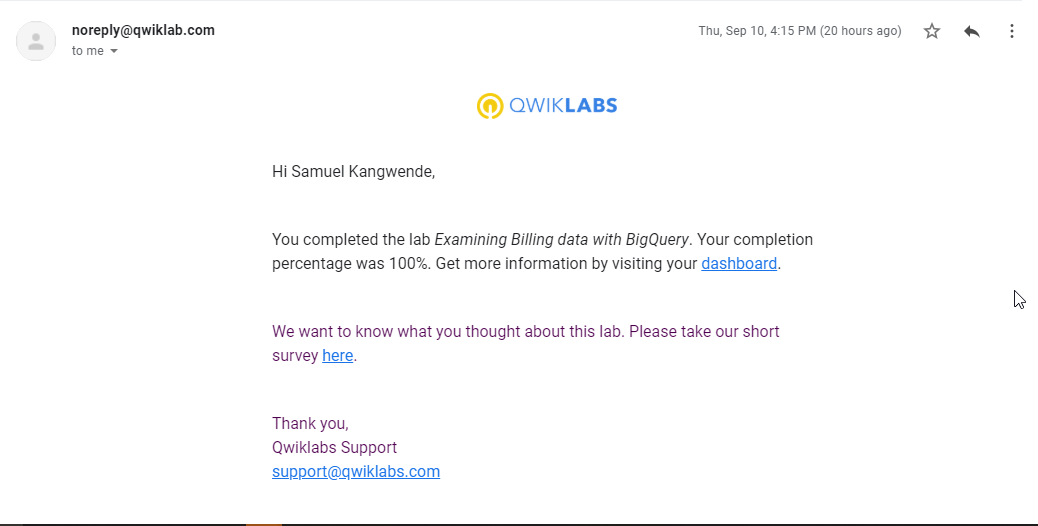 noreply@qwiklab.com
Thu, Sep 10, 4:15 PM (20 hours ago)
to me
QWIKLABS
Hi Samuel Kangwende,
You completed the lab Examining Billing data with BigQuery. Your completion
percentage was 100%. Get more information by visiting your dashboard.
We want to know what you thought about this lab. Please take our short
survey here.
Thank you,
Qwiklabs Support
support@qwiklabs.com